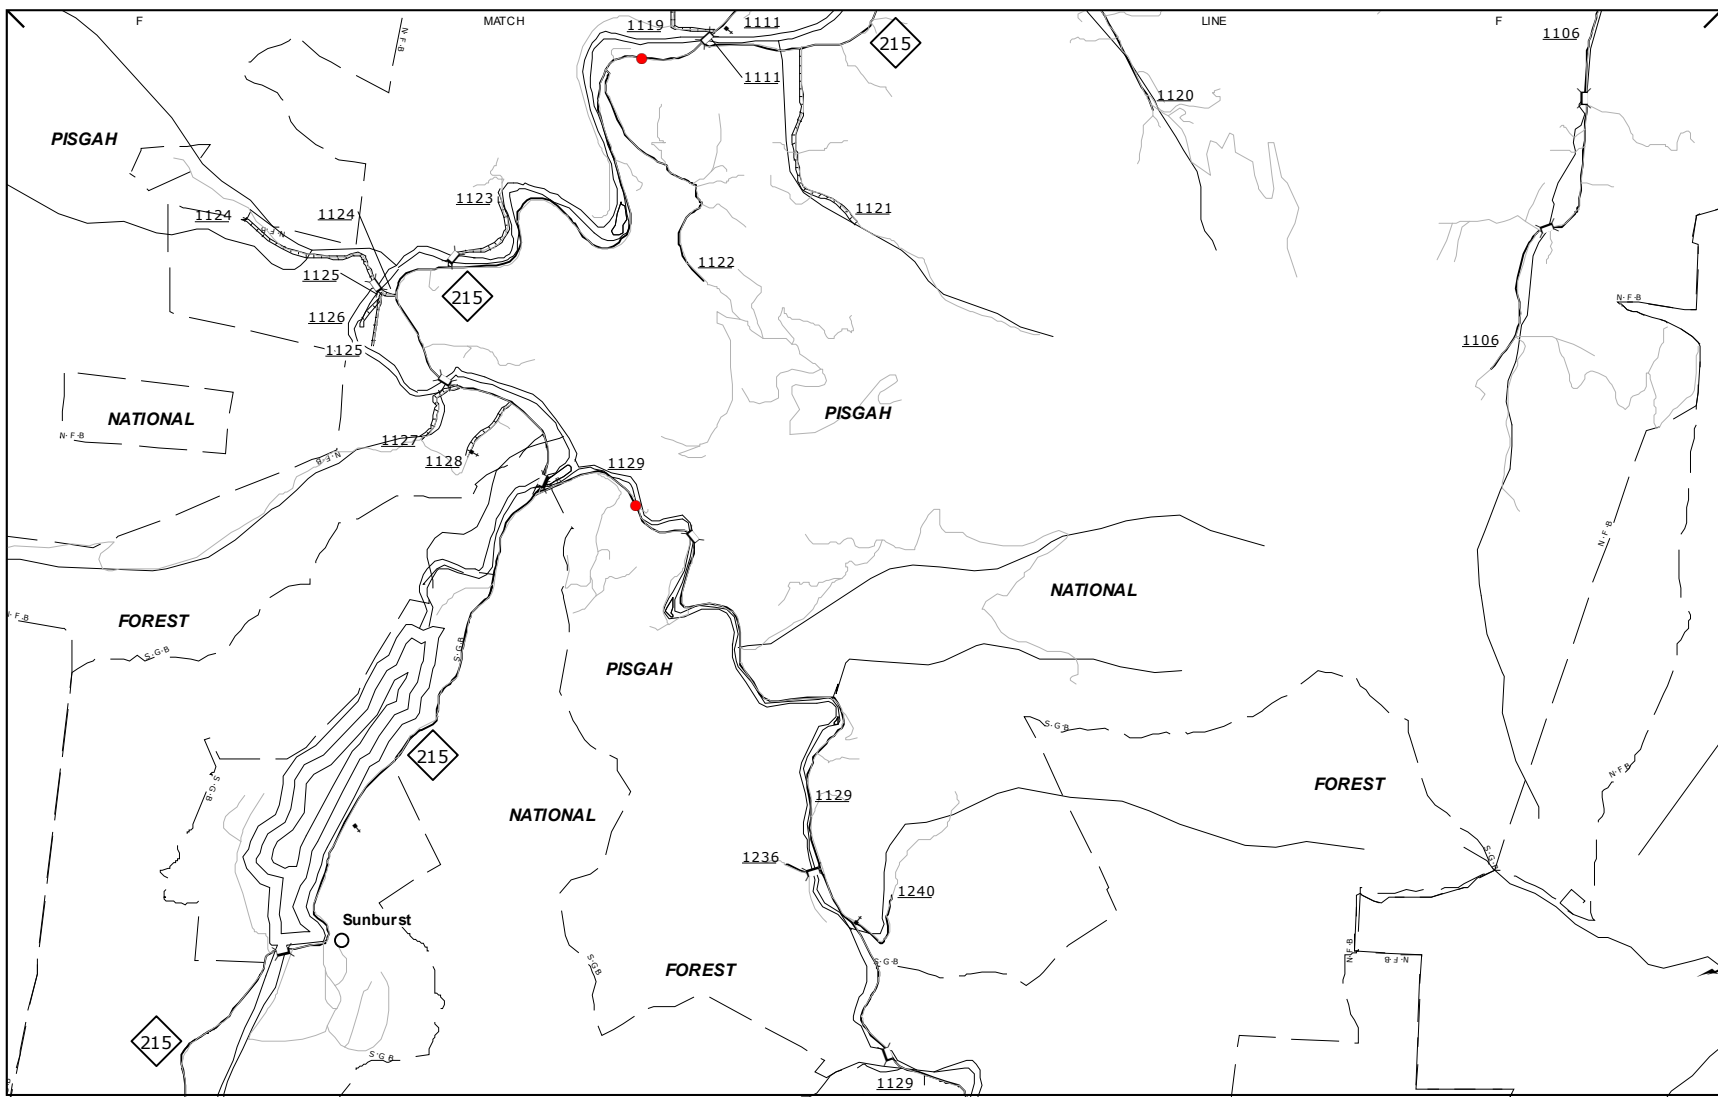 F MATCH LINE F
1119
1111
215
1106
N·F·B
1111
1120
PISGAH
1123
1124
1124
1121
N·F·B
1122
1125
215
N·F·B
1126
1106
1125
NATIONAL
PISGAH
N·F·B
1127
N·F·B
1128
1129
N·F·B
NATIONAL
N·F·B
FOREST
S·G·B
S·G·B
PISGAH
S·G·B
215
N·F·B
S·G·B
FOREST
NATIONAL
1129
1236
S·G·B
1240
Sunburst
N·F·B
N·F·B
S·G·B
S·G·B
FOREST
215
S·G·B
1129